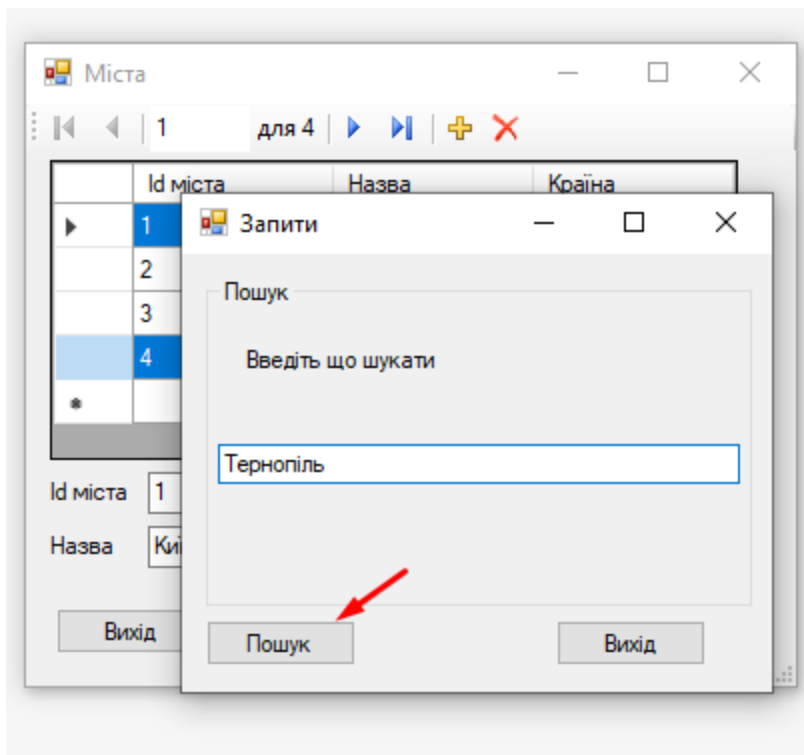 Міста
1 для 4
Id міста Назва Країна
1
2
3
4
Id міста 1
Назва
Вихід
Запити
Пошук
Введіть що шукати
Тернопіль
Пошук Вихід